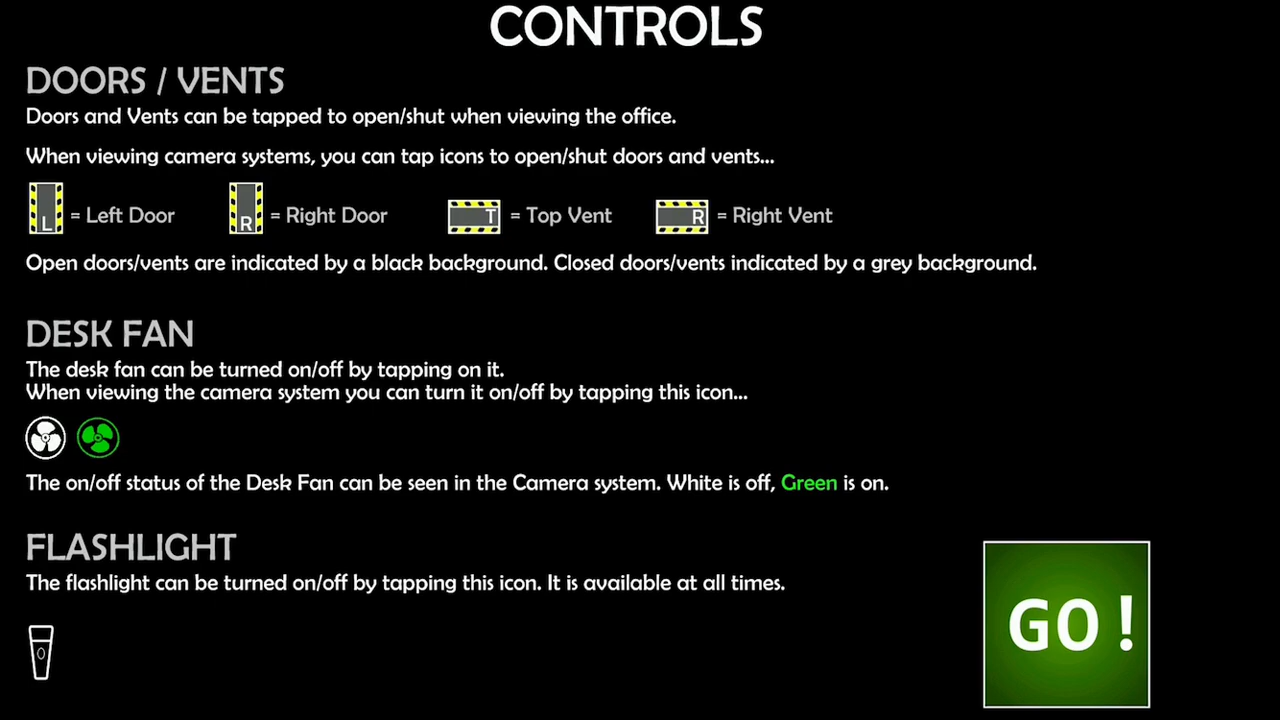 CONTROLS
DOORS / VENTS
Doors and Vents can be tapped to open/shut when viewing the office.
When viewing camera systems, you can tap icons to open/shut doors and vents...
L = Left Door R = Right Door T = Top Vent R = Right Vent
Open doors/vents are indicated by a black background. Closed doors/vents indicated by a grey background.
DESK FAN
The desk fan can be turned on/off by tapping on it.
When viewing the camera system you can turn it on/off by tapping this icon...
The on/off status of the Desk Fan can be seen in the Camera system. White is off, Green is on.
FLASHLIGHT
The flashlight can be turned on/off by tapping this icon. It is available at all times.
GO!